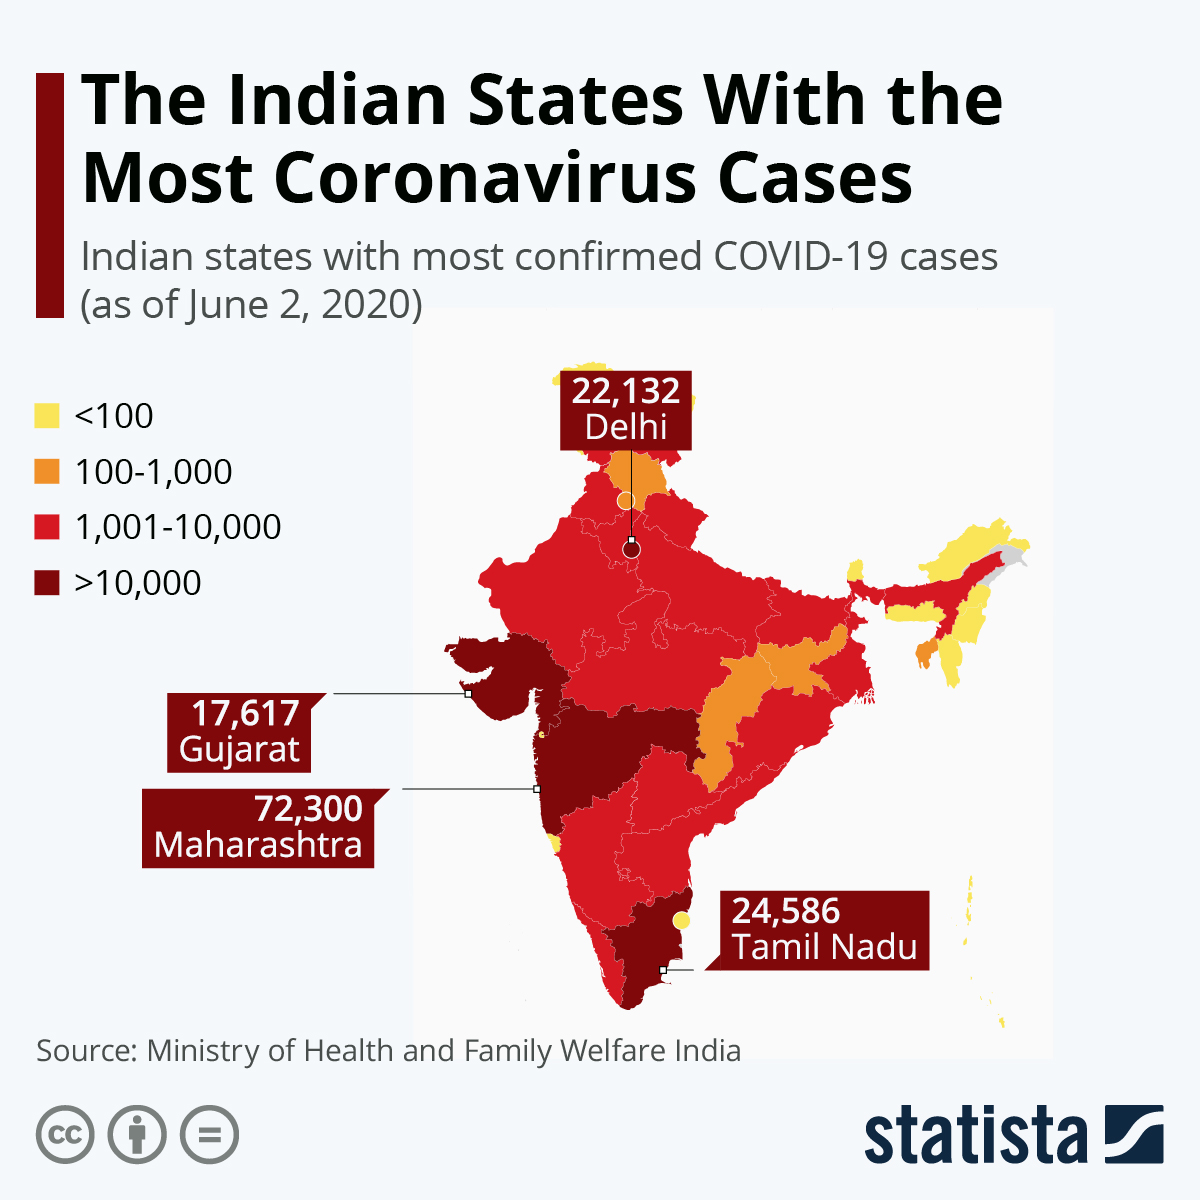 The Indian States With the
Most Coronavirus Cases
Indian states with most confirmed COVID-19 cases
(as of June 2, 2020)
<100
100-1,000
1,001-10,000
>10,000
22,132
Delhi
17,617
Gujarat
72,300
Maharashtra
24,586
Tamil Nadu
Source: Ministry of Health and Family Welfare India
cc
statista